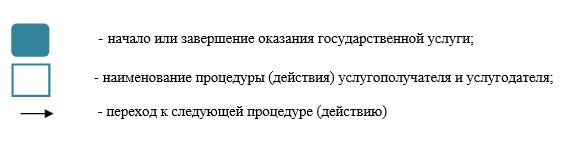 - начало или завершение оказания государственной услуги;
- наименование процедуры (действия) услугополучателя и услугодателя;
- переход к следующей процедуре (действию)